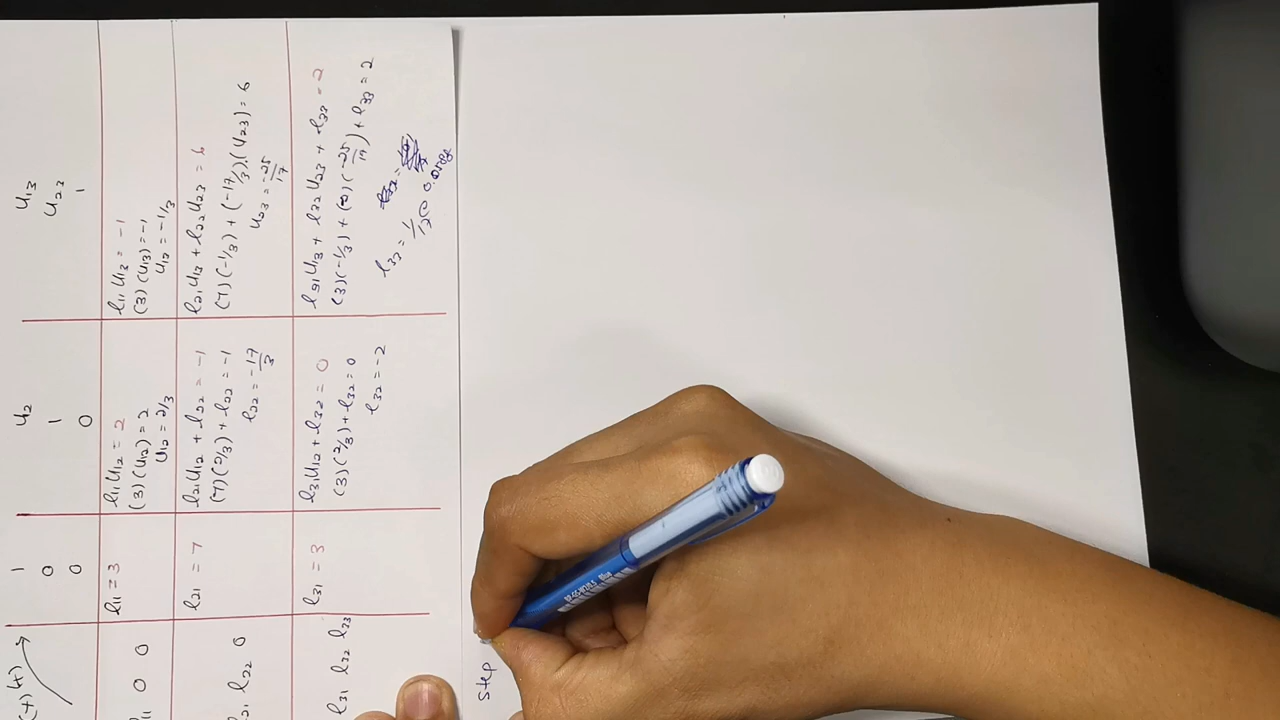 (+)(+)
1 U2 U13
0 1 U23
0 0 1
l11 0 0
l11 = 3
l11 U12 = 2
(3)(U12) = 2
U12 = 2/3
l11 U13 = -1
(3)(U13) = -1
U13 = -1/3
l21 l22 0
l21 = 7
l21 U12 + l22 = -1
(7)(2/3) + l22 = -1
l22 = -17/3
l21 U13 + l22 U23 = 6
(7)(-1/3) + (-17/3)(U23) = 6
U23 = -25/17
l31 l32 l33
l31 = 3
l31 U12 + l32 = 0
(3)(2/3) + l32 = 0
l32 = -2
l31 U13 + l32 U23 + l33 = 2
(3)(-1/3) + (-2)(-25/17) + l33 = 2
l33 = 1/17
Step